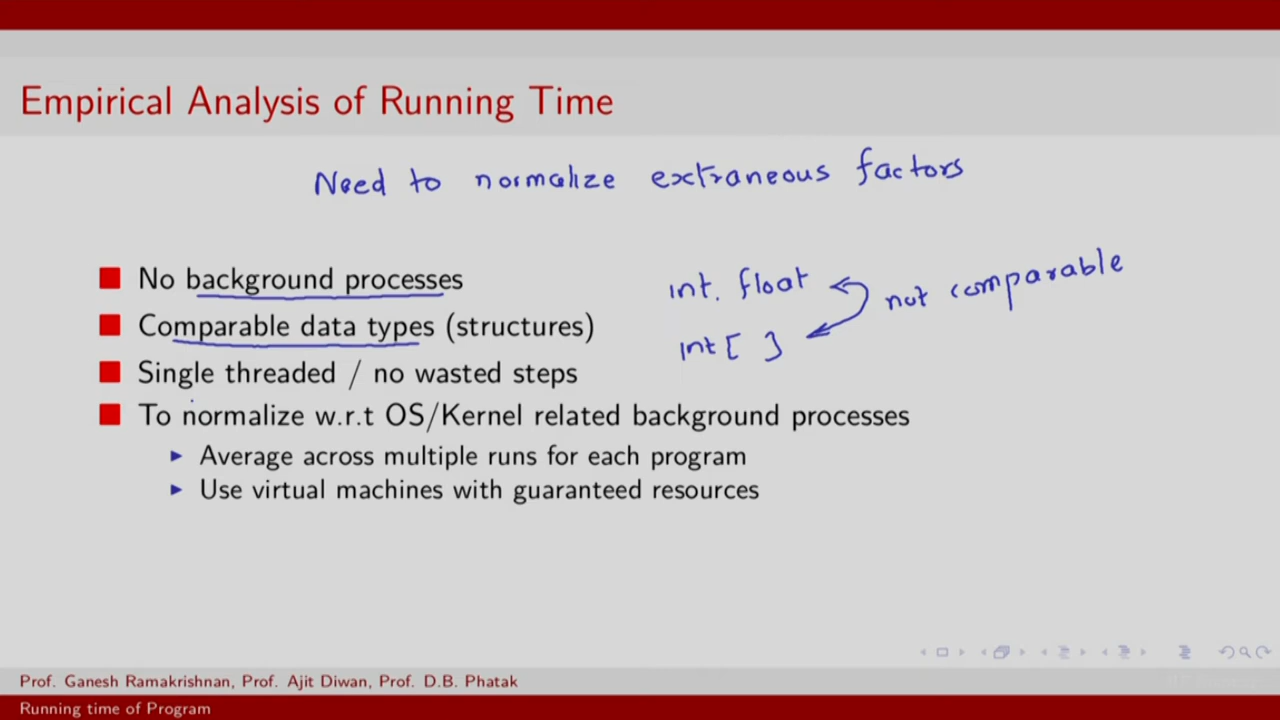 Empirical Analysis of Running Time
Need to normalize extraneous factors
No background processes
Comparable data types (structures)
Single threaded / no wasted steps
To normalize w.r.t OS/Kernel related background processes
Average across multiple runs for each program
Use virtual machines with guaranteed resources
int. float
not comparable
int [ ]
Prof. Ganesh Ramakrishnan, Prof. Ajit Diwan, Prof. D.B. Phatak
Running time of Program